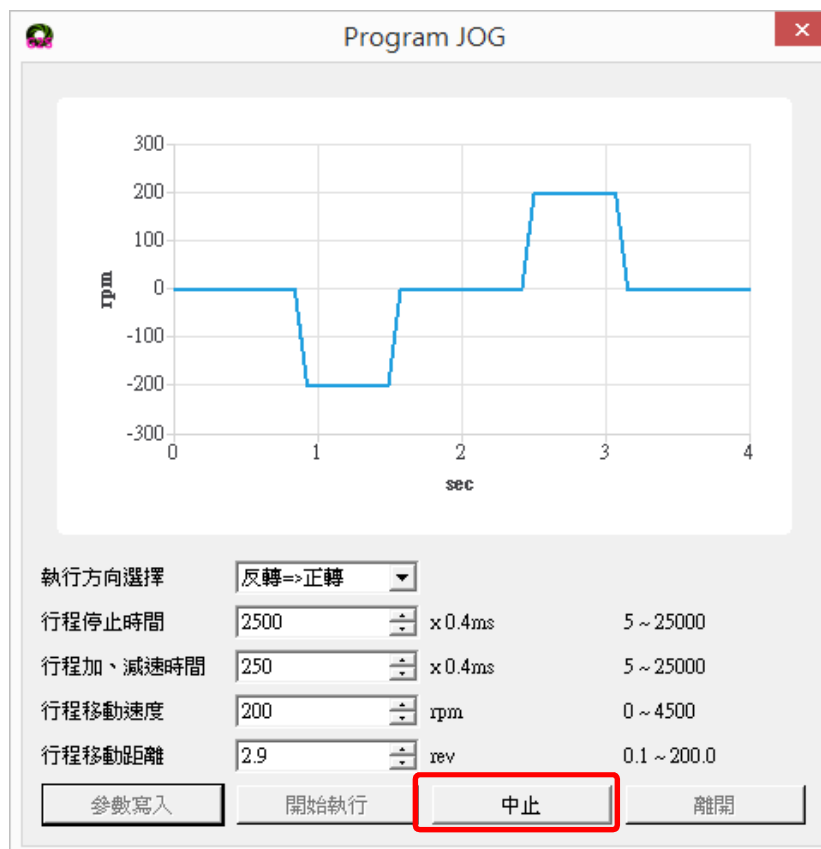 Program JOG
300
200
100
0
-100
-200
-300
rpm
0 1 2 3 4
sec
執行方向選擇 反轉=>正轉
行程停止時間 2500 x 0.4ms 5 ~ 25000
行程加、減速時間 250 x 0.4ms 5 ~ 25000
行程移動速度 200 rpm 0 ~ 4500
行程移動距離 2.9 rev 0.1 ~ 200.0
參數寫入 開始執行 中止 離開